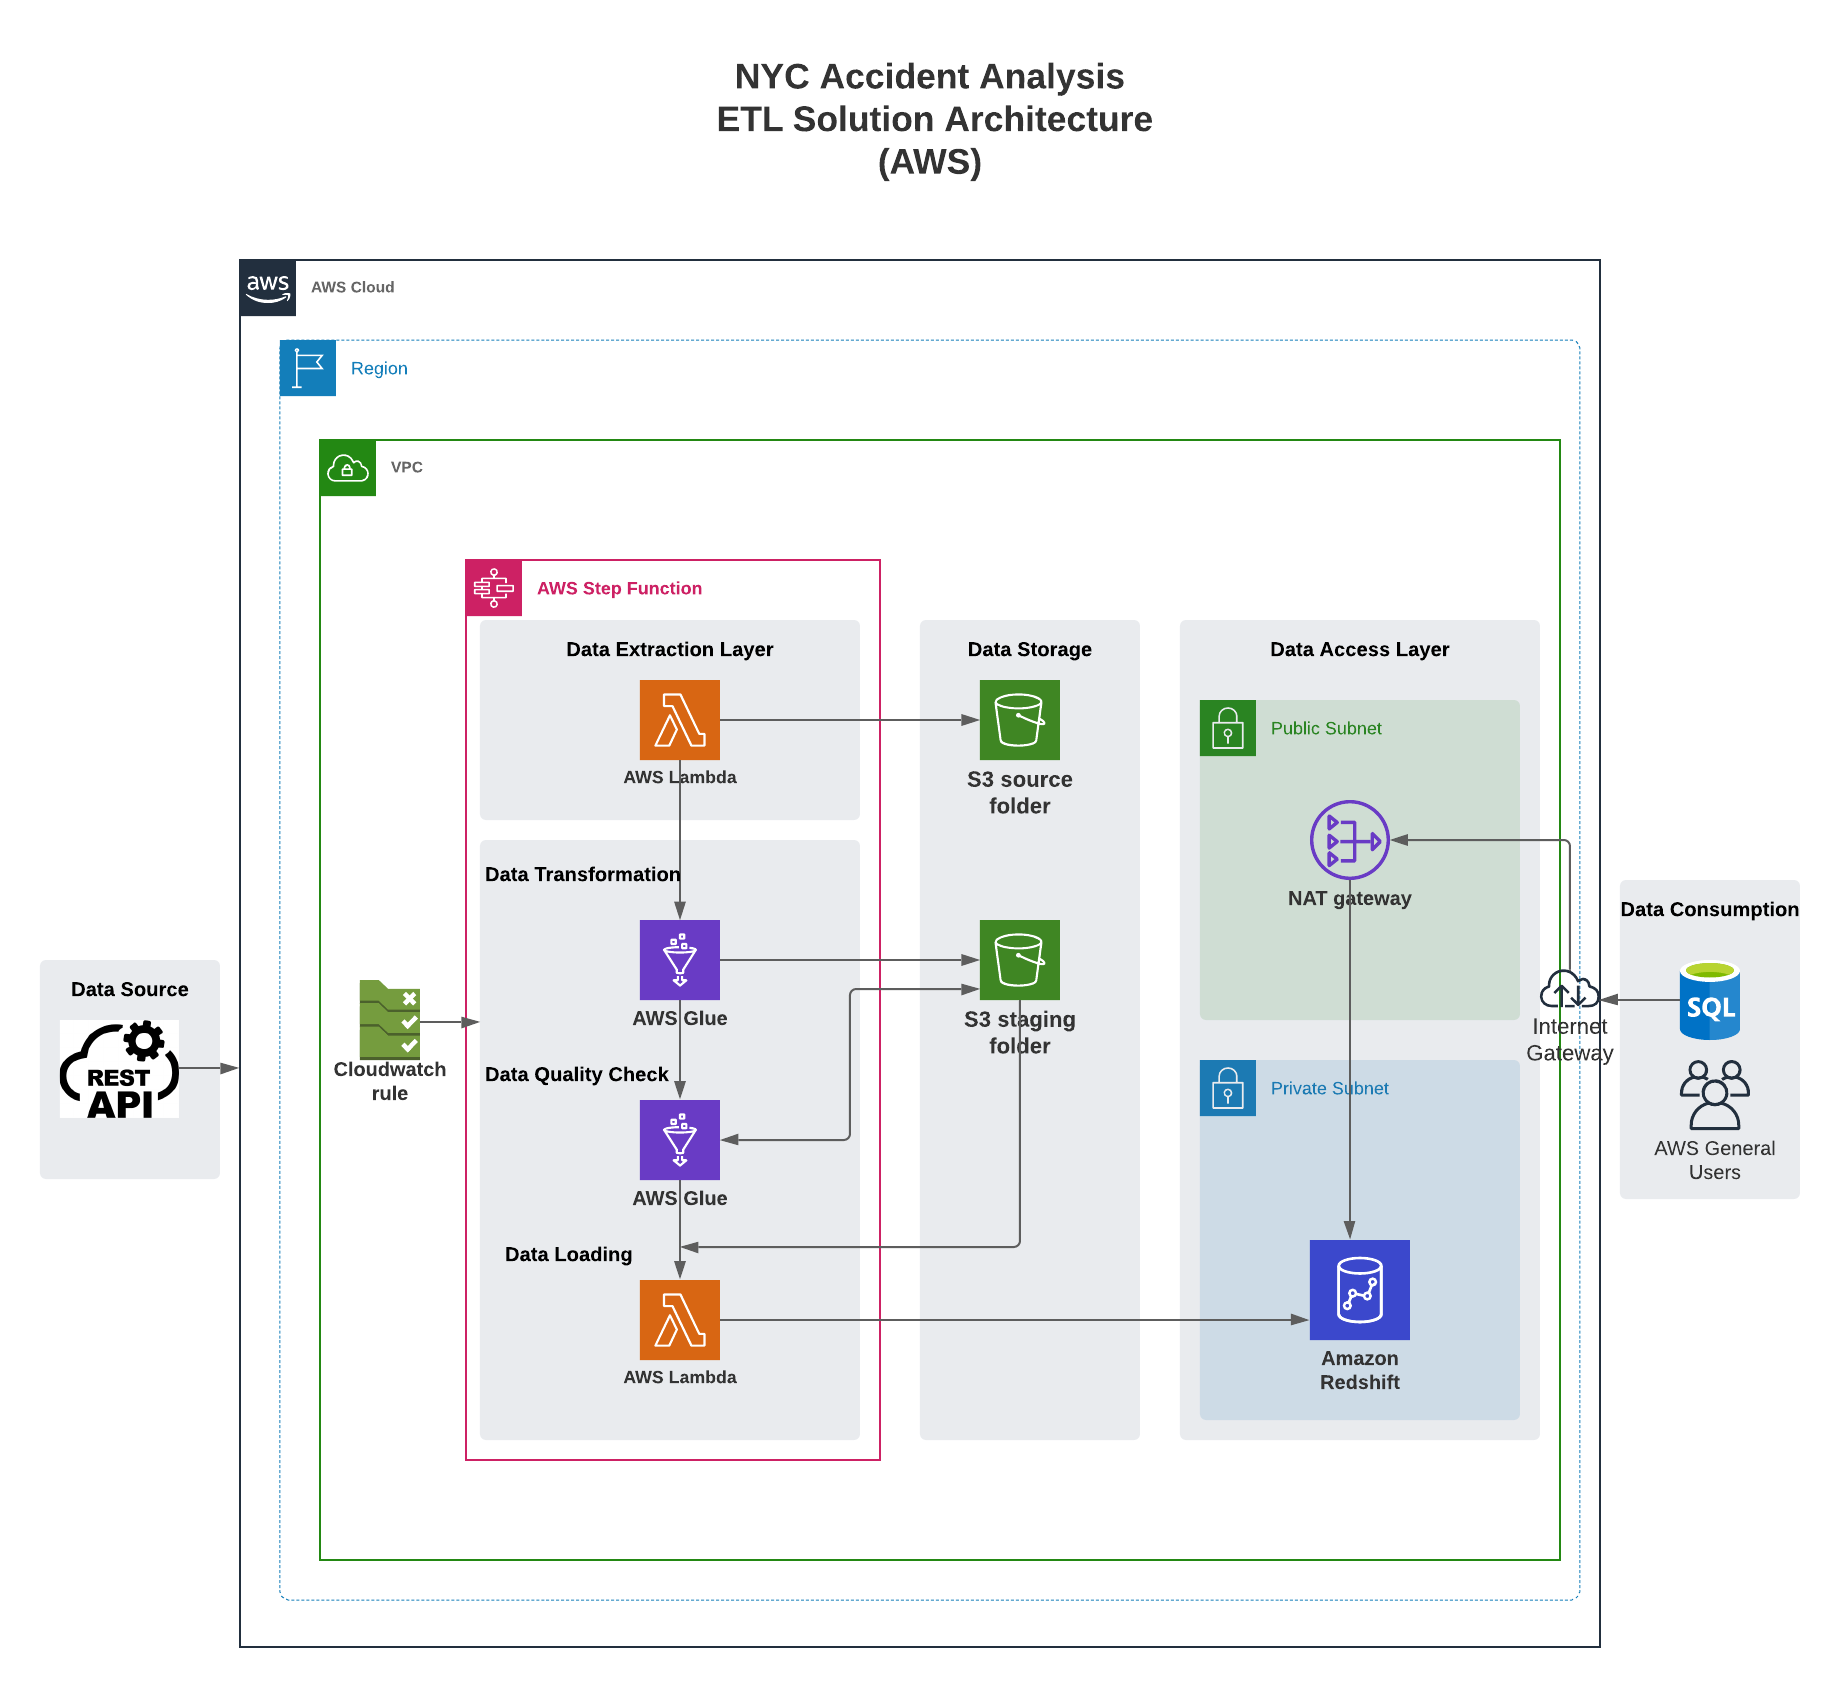 NYC Accident Analysis
ETL Solution Architecture
(AWS)
aws
AWS Cloud
Region
VPC
AWS Step Function
Data Extraction Layer
AWS Lambda
Data Storage
S3 source
folder
Data Access Layer
Public Subnet
NAT gateway
Data Transformation
AWS Glue
S3 staging
folder
Data Source
REST
API
Cloudwatch
rule
Data Quality Check
AWS Glue
Data Loading
AWS Lambda
Private Subnet
Amazon
Redshift
Internet
Gateway
Data Consumption
SQL
AWS General
Users